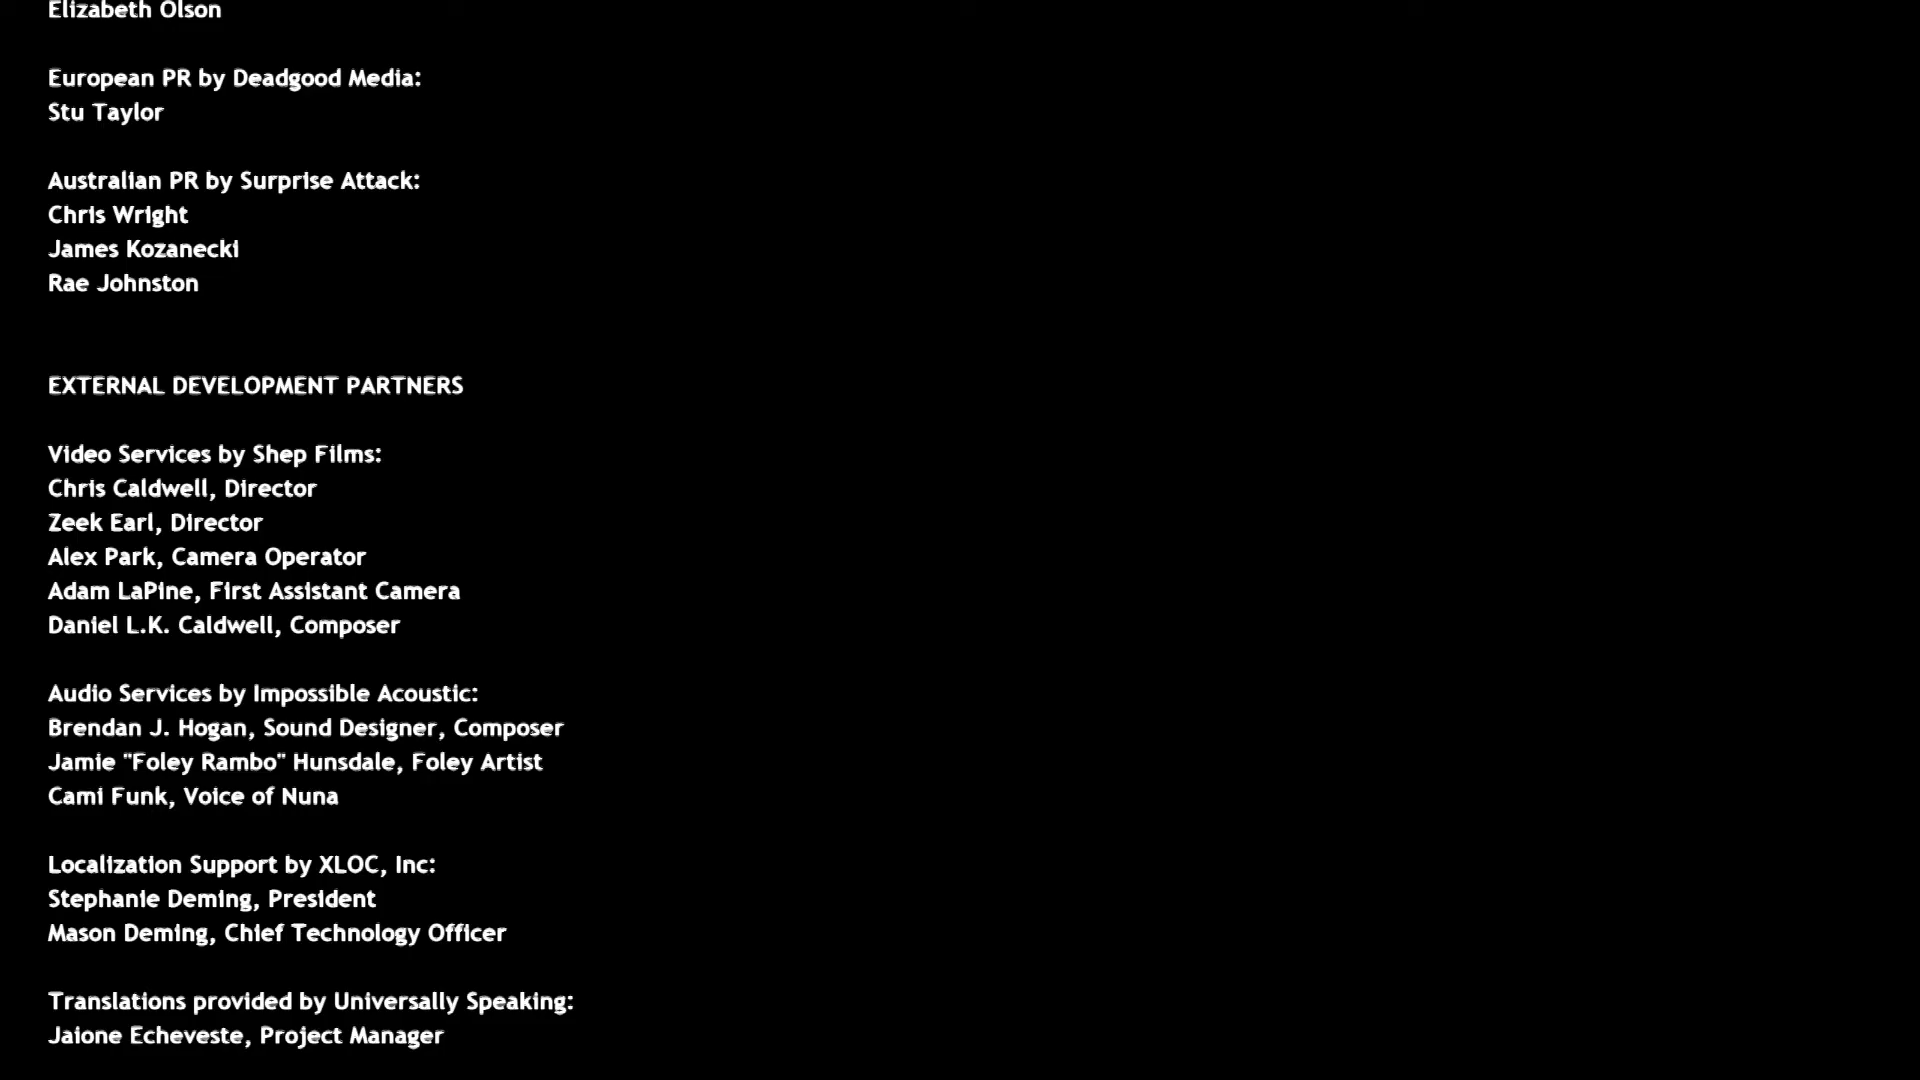 Elizabeth Olson
European PR by Deadgood Media:
Stu Taylor
Australian PR by Surprise Attack:
Chris Wright
James Kozanecki
Rae Johnston
EXTERNAL DEVELOPMENT PARTNERS
Video Services by Shep Films:
Chris Caldwell, Director
Zeek Earl, Director
Alex Park, Camera Operator
Adam LaPine, First Assistant Camera
Daniel L.K. Caldwell, Composer
Audio Services by Impossible Acoustic:
Brendan J. Hogan, Sound Designer, Composer
Jamie "Foley Rambo" Hunsdale, Foley Artist
Cami Funk, Voice of Nuna
Localization Support by XLOC, Inc:
Stephanie Deming, President
Mason Deming, Chief Technology Officer
Translations provided by Universally Speaking:
Jaione Echeveste, Project Manager